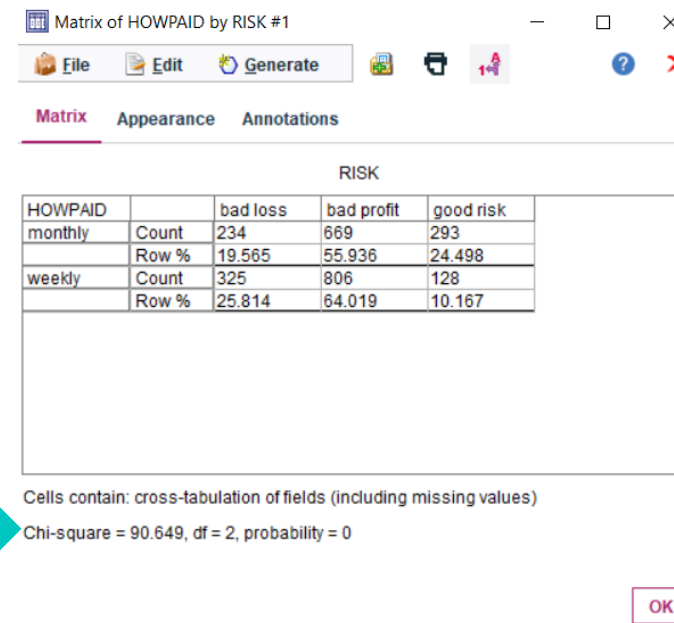 Matrix of HOWPAID by RISK #1
File Edit Generate
Matrix Appearance Annotations
RISK
HOWPAID bad loss bad profit good risk
monthly Count 234 669 293
Row % 19.565 55.936 24.498
weekly Count 325 806 128
Row % 25.814 64.019 10.167
Cells contain: cross-tabulation of fields (including missing values)
Chi-square = 90.649, df = 2, probability = 0
OK